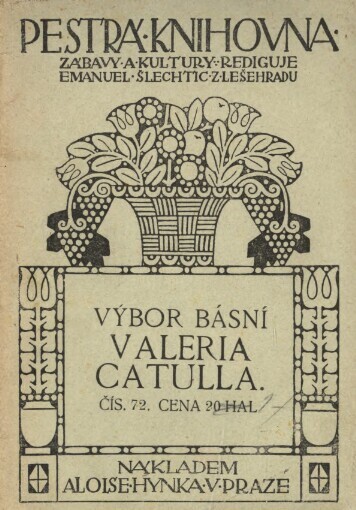 PESTRÁ·KNIHOVNA·
ZÁBAVY·A·KULTURY·REDIGUJE
EMANUEL·ŠLECHTIC·Z·LEŠEHRADU
VÝBOR BÁSNÍ
VALERIA
CATULLA.
ČÍS. 72. CENA 20 HAL
NÁKLADEM
ALOISE·HYNKA·V·PRAZE